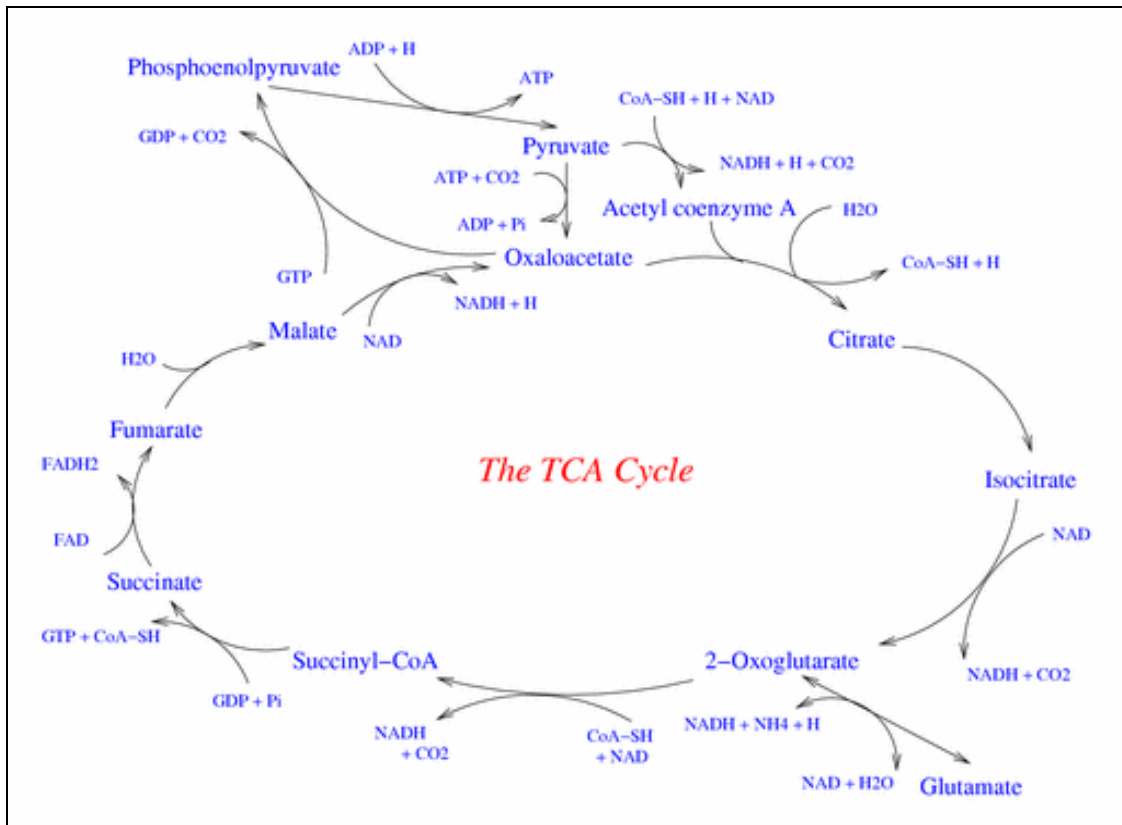 ADP + H
Phosphoenolpyruvate
ATP
CoA-SH + H + NAD
GDP + CO2
Pyruvate
NADH + H + CO2
ATP + CO2
Acetyl coenzyme A
H2O
ADP + Pi
Oxaloacetate
CoA-SH + H
GTP
NADH + H
Malate
NAD
Citrate
H2O
Fumarate
FADH2
The TCA Cycle
Isocitrate
NAD
FAD
Succinate
GTP + CoA-SH
Succinyl-CoA
2-Oxoglutarate
NADH + CO2
GDP + Pi
NADH
+ CO2
CoA-SH
+ NAD
NADH + NH4 + H
NAD + H2O
Glutamate